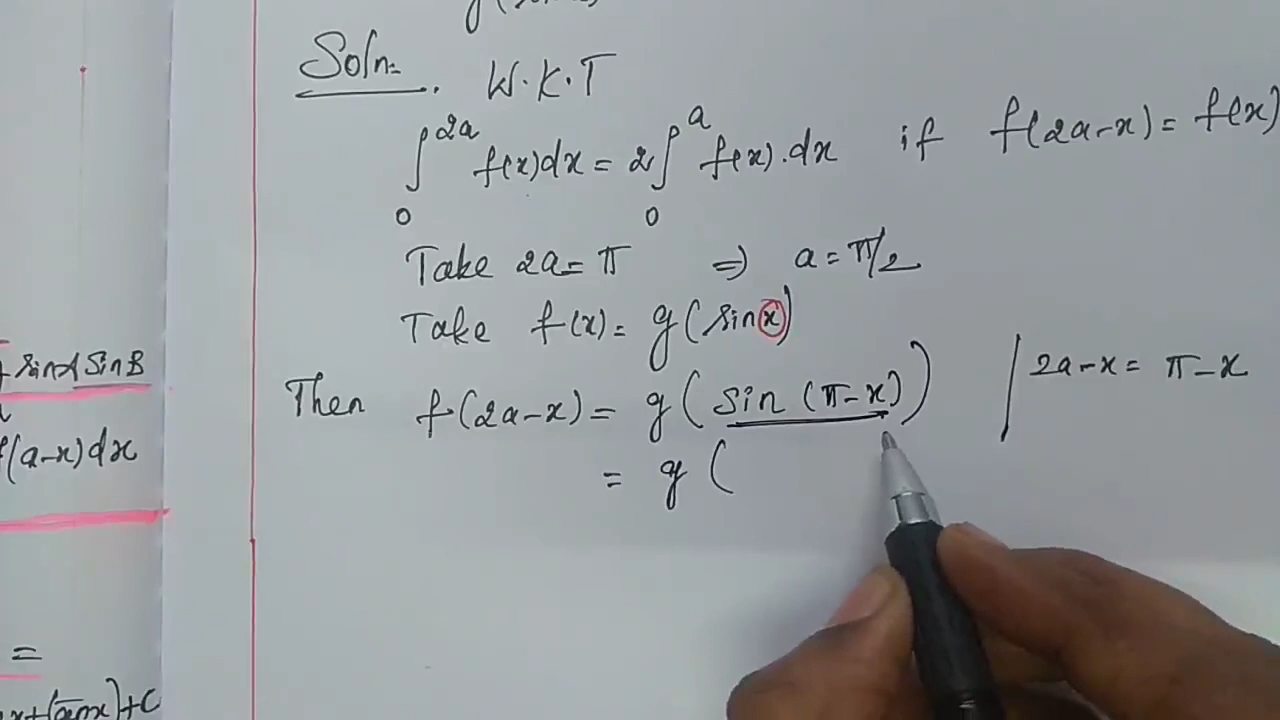 Soln:
W.K.T
∫₀^2a f(x)dx = 2∫₀^a f(x).dx if f(2a-x) = f(x)
Take 2a = π ⇒ a = π/2
Take f(x) = g(sinx)
Then f(2a-x) = g(sin(π-x)) | 2a-x = π-x
= g(
sinA sinB
(a-x)dx
=